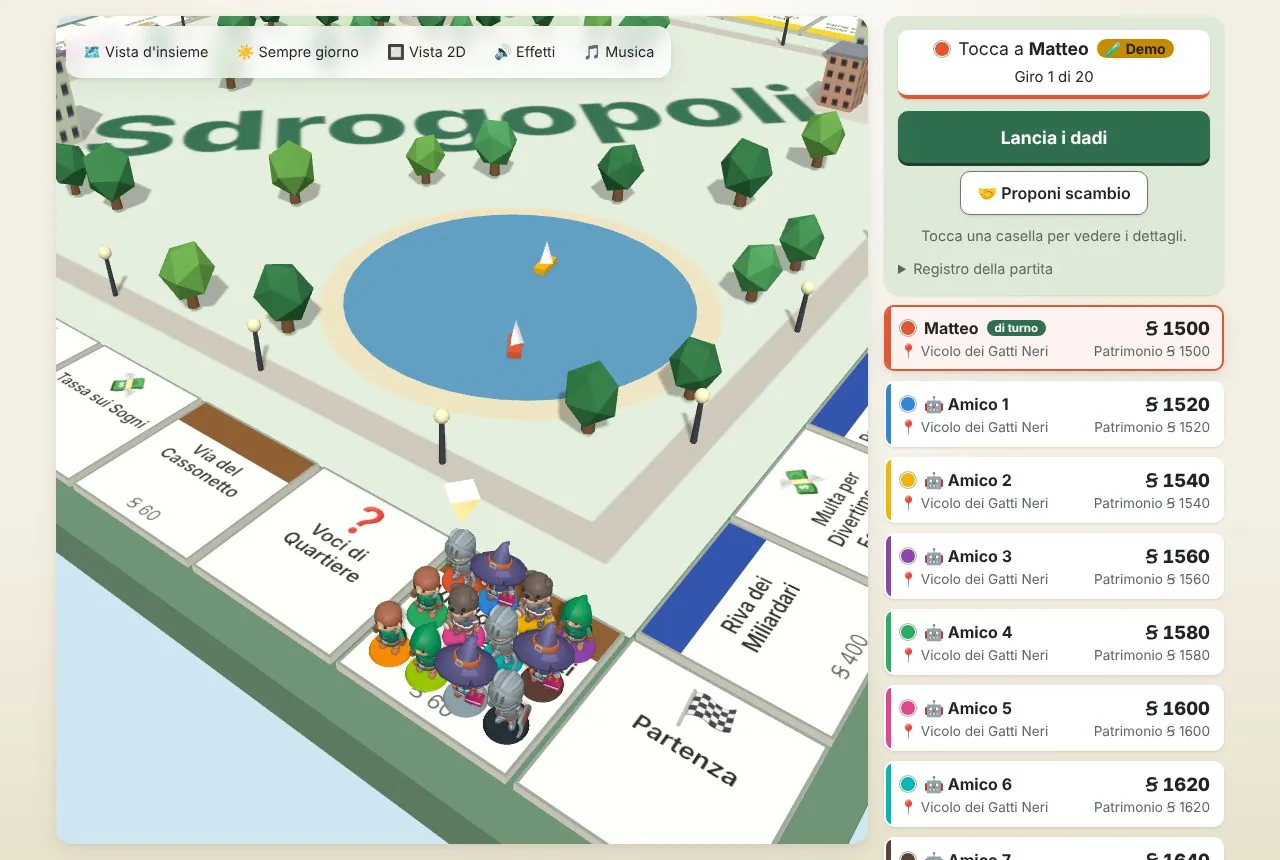 Vista d'insieme
Sempre giorno
Vista 2D
Effetti
Musica
Sdrogopoli
Tassa sui Sogni
Via del
Cassonetto
S 60
Voci di
Quartiere
S 60
Multa per
Riva dei
Miliardari
S 400
Partenza
Tocca a Matteo Demo
Giro 1 di 20
Lancia i dadi
Proponi scambio
Tocca una casella per vedere i dettagli.
Registro della partita
Matteo di turno S 1500
Vicolo dei Gatti Neri Patrimonio S 1500
Amico 1 S 1520
Vicolo dei Gatti Neri Patrimonio S 1520
Amico 2 S 1540
Vicolo dei Gatti Neri Patrimonio S 1540
Amico 3 S 1560
Vicolo dei Gatti Neri Patrimonio S 1560
Amico 4 S 1580
Vicolo dei Gatti Neri Patrimonio S 1580
Amico 5 S 1600
Vicolo dei Gatti Neri Patrimonio S 1600
Amico 6 S 1620
Vicolo dei Gatti Neri Patrimonio S 1620
Amico 7 S 1640